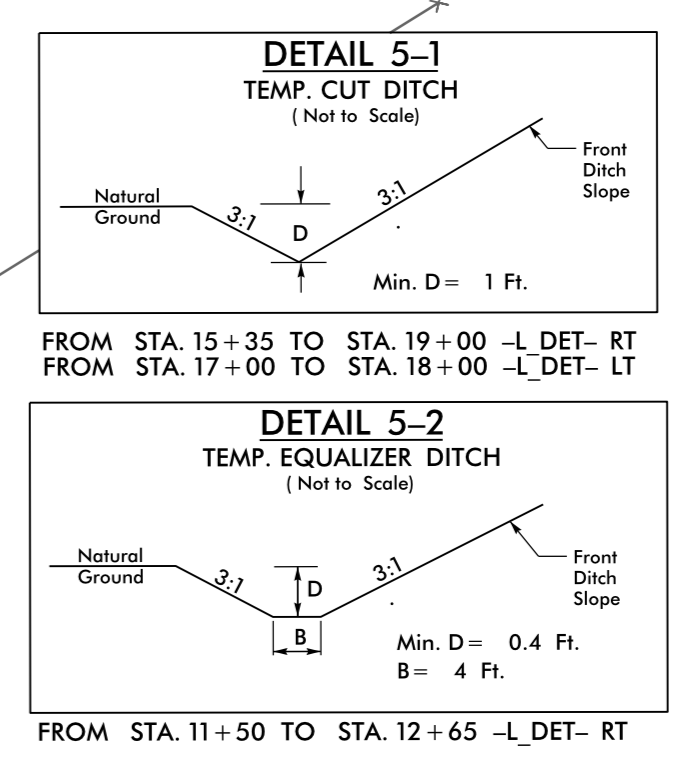 DETAIL 5–1
TEMP. CUT DITCH
( Not to Scale)
Natural
Ground
3:1
D
3:1
Front
Ditch
Slope
Min. D= 1 Ft.
FROM STA. 15+35 TO STA. 19+00 –L_DET– RT
FROM STA. 17+00 TO STA. 18+00 –L_DET– LT
DETAIL 5–2
TEMP. EQUALIZER DITCH
( Not to Scale)
Natural
Ground
3:1
D
3:1
Front
Ditch
Slope
B
Min. D= 0.4 Ft.
B= 4 Ft.
FROM STA. 11+50 TO STA. 12+65 –L_DET– RT